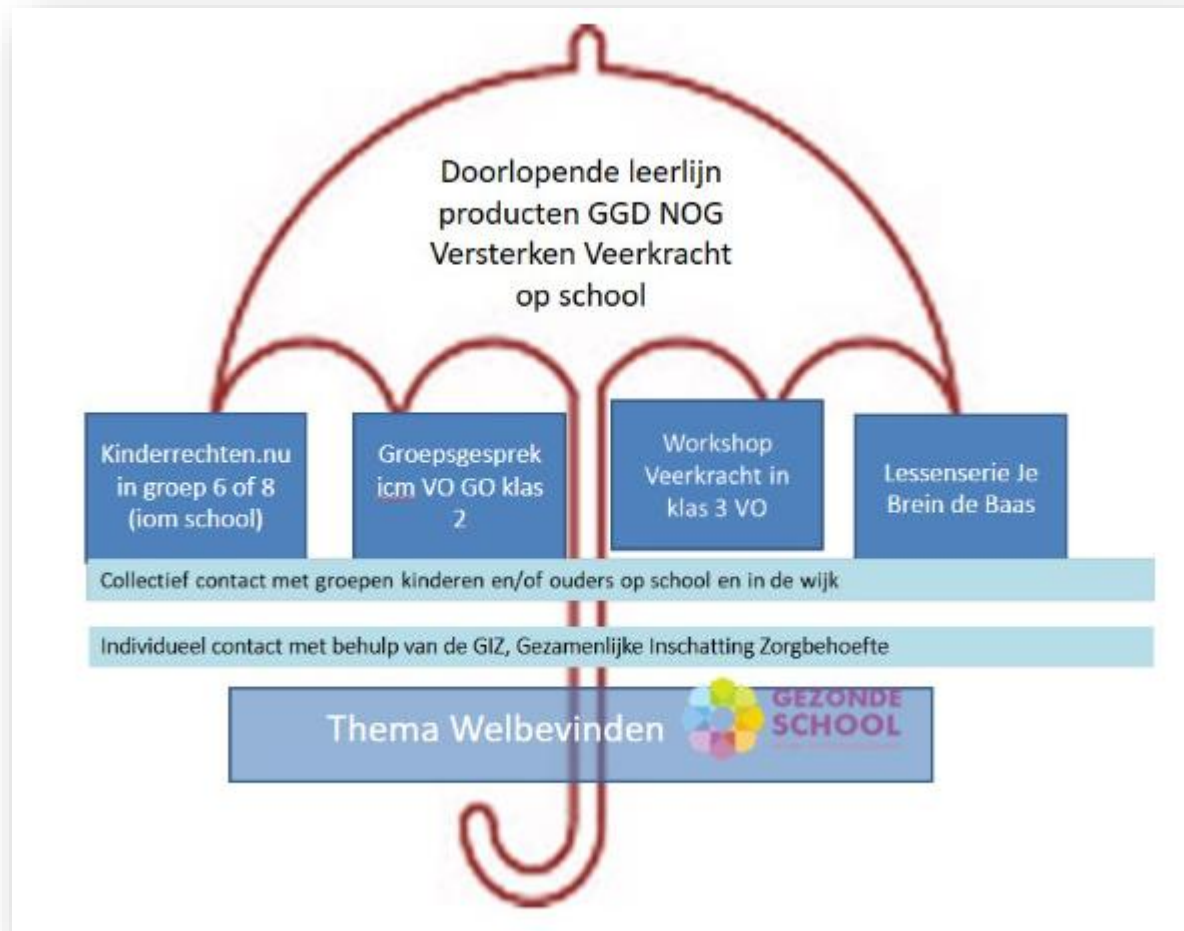 Doorlopende leerlijn
producten GGD NOG
Versterken Veerkracht
op school
Kinderrechten.nu
in groep 6 of 8
(iom school)
Groepsgesprek
icm VO GO klas
2
Workshop
Veerkracht in
klas 3 VO
Lessenserie Je
Brein de Baas
Collectief contact met groepen kinderen en/of ouders op school en in de wijk
Individueel contact met behulp van de GIZ, Gezamenlijke Inschatting Zorgbehoefte
Thema Welbevinden
GEZONDE
SCHOOL